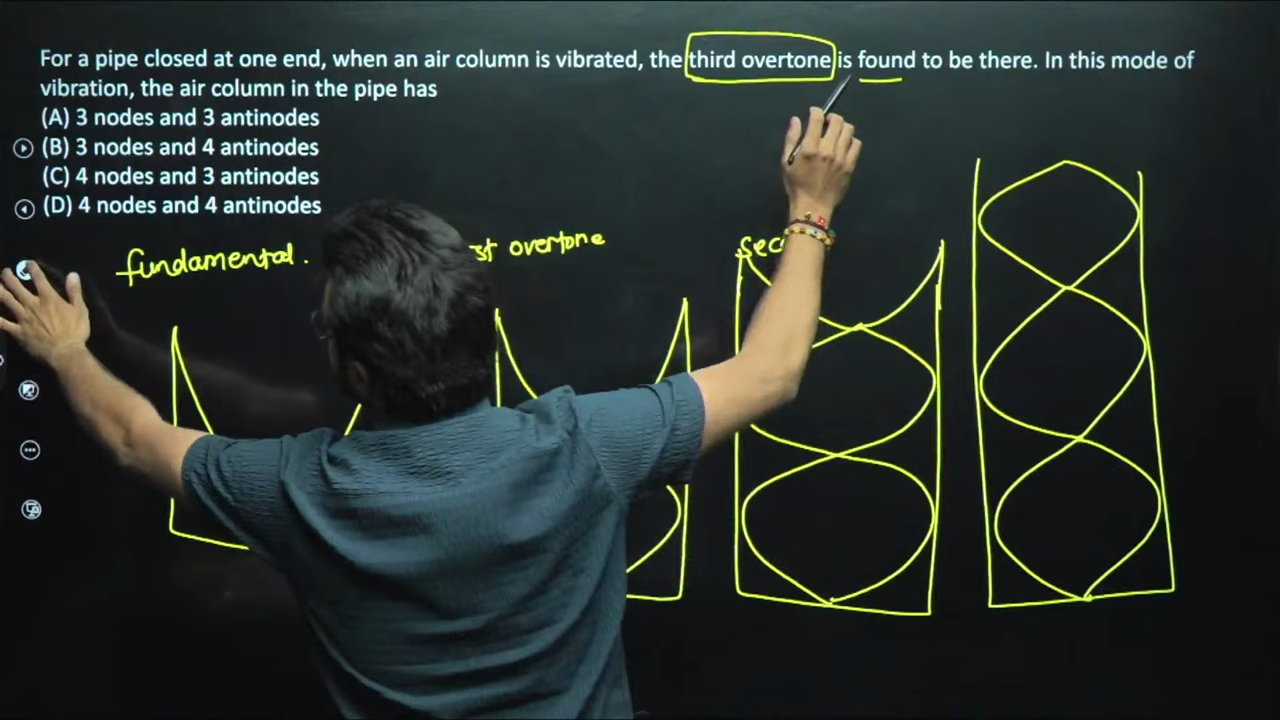 For a pipe closed at one end, when an air column is vibrated, the third overtone is found to be there. In this mode of
vibration, the air column in the pipe has
(A) 3 nodes and 3 antinodes
(B) 3 nodes and 4 antinodes
(C) 4 nodes and 3 antinodes
(D) 4 nodes and 4 antinodes
fundamental. overtone